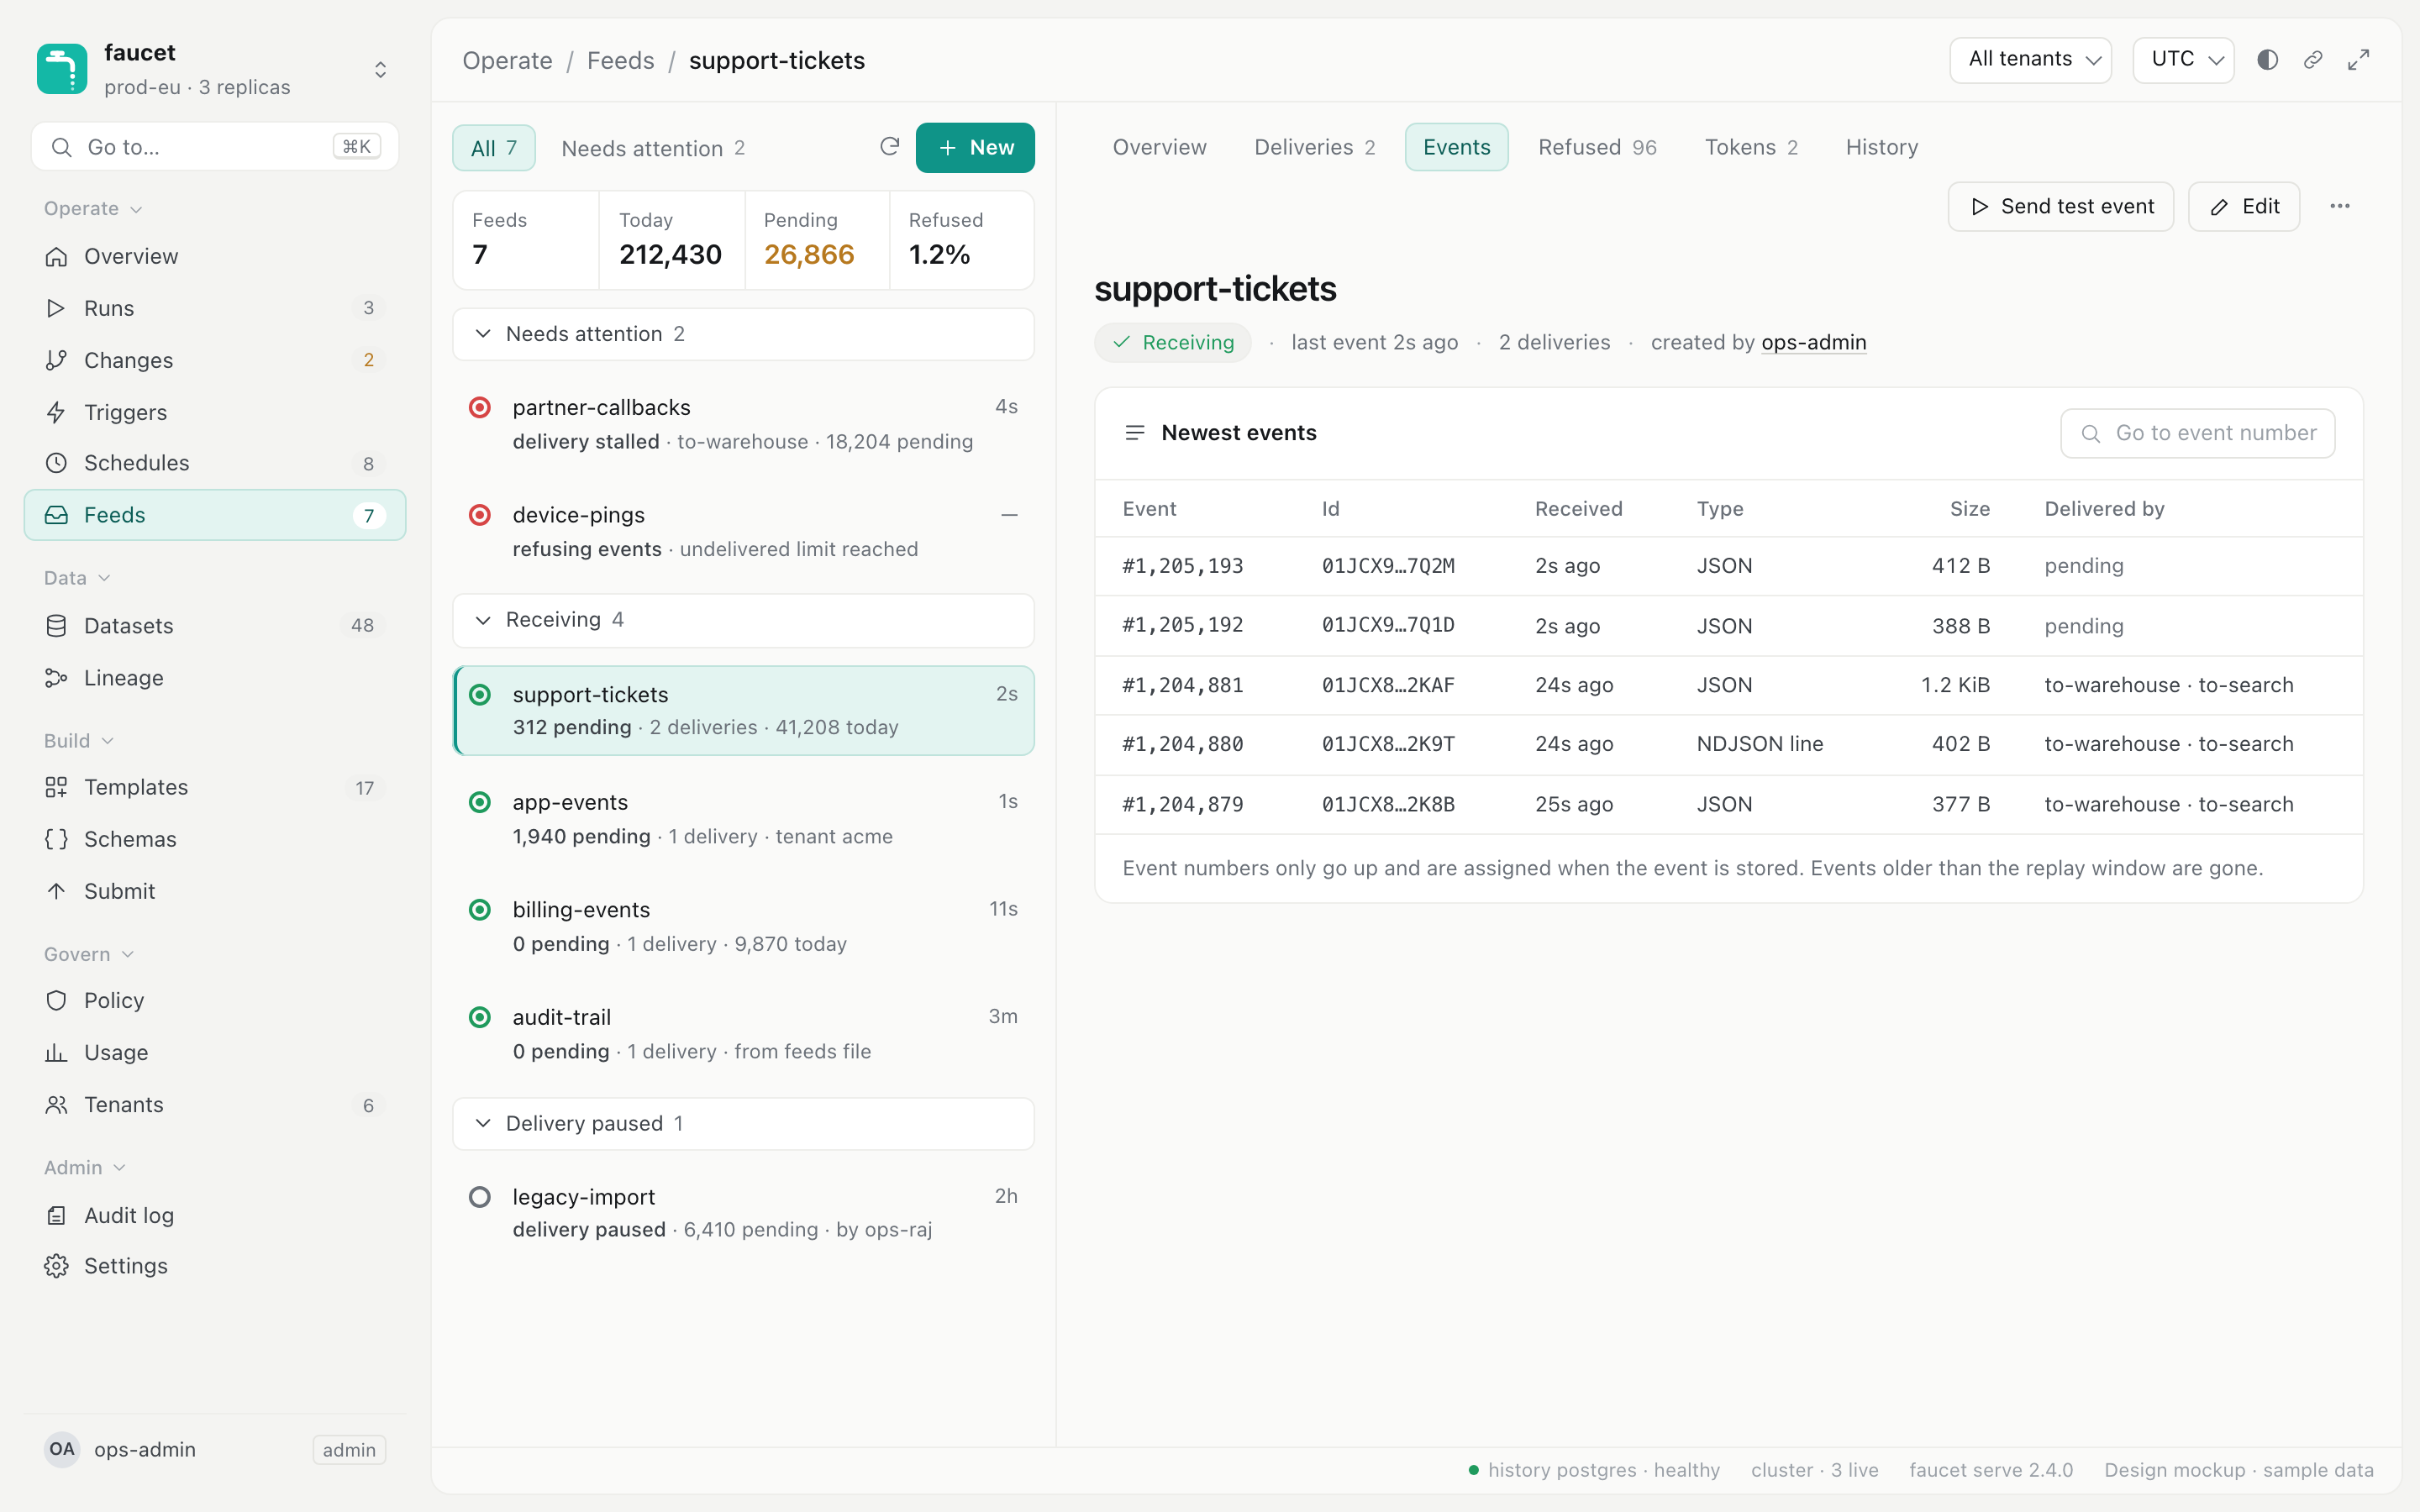 faucet
prod-eu · 3 replicas
Go to...
⌘K
Operate
Overview
Runs 3
Changes 2
Triggers
Schedules 8
Feeds 7
Data
Datasets 48
Lineage
Build
Templates 17
Schemas
Submit
Govern
Policy
Usage
Tenants 6
Admin
Audit log
Settings
OA ops-admin admin
Operate / Feeds / support-tickets
All tenants
UTC
All 7
Needs attention 2
New
Feeds
7
Today
212,430
Pending
26,866
Refused
1.2%
Needs attention 2
partner-callbacks 4s
delivery stalled · to-warehouse · 18,204 pending
device-pings —
refusing events · undelivered limit reached
Receiving 4
support-tickets 2s
312 pending · 2 deliveries · 41,208 today
app-events 1s
1,940 pending · 1 delivery · tenant acme
billing-events 11s
0 pending · 1 delivery · 9,870 today
audit-trail 3m
0 pending · 1 delivery · from feeds file
Delivery paused 1
legacy-import 2h
delivery paused · 6,410 pending · by ops-raj
Overview Deliveries 2 Events Refused 96 Tokens 2 History
Send test event
Edit
support-tickets
Receiving · last event 2s ago · 2 deliveries · created by ops-admin
Newest events
Go to event number
Event Id Received Type Size Delivered by
#1,205,193 01JCX9…7Q2M 2s ago JSON 412 B pending
#1,205,192 01JCX9…7Q1D 2s ago JSON 388 B pending
#1,204,881 01JCX8…2KAF 24s ago JSON 1.2 KiB to-warehouse · to-search
#1,204,880 01JCX8…2K9T 24s ago NDJSON line 402 B to-warehouse · to-search
#1,204,879 01JCX8…2K8B 25s ago JSON 377 B to-warehouse · to-search
Event numbers only go up and are assigned when the event is stored. Events older than the replay window are gone.
history postgres · healthy cluster · 3 live faucet serve 2.4.0 Design mockup · sample data